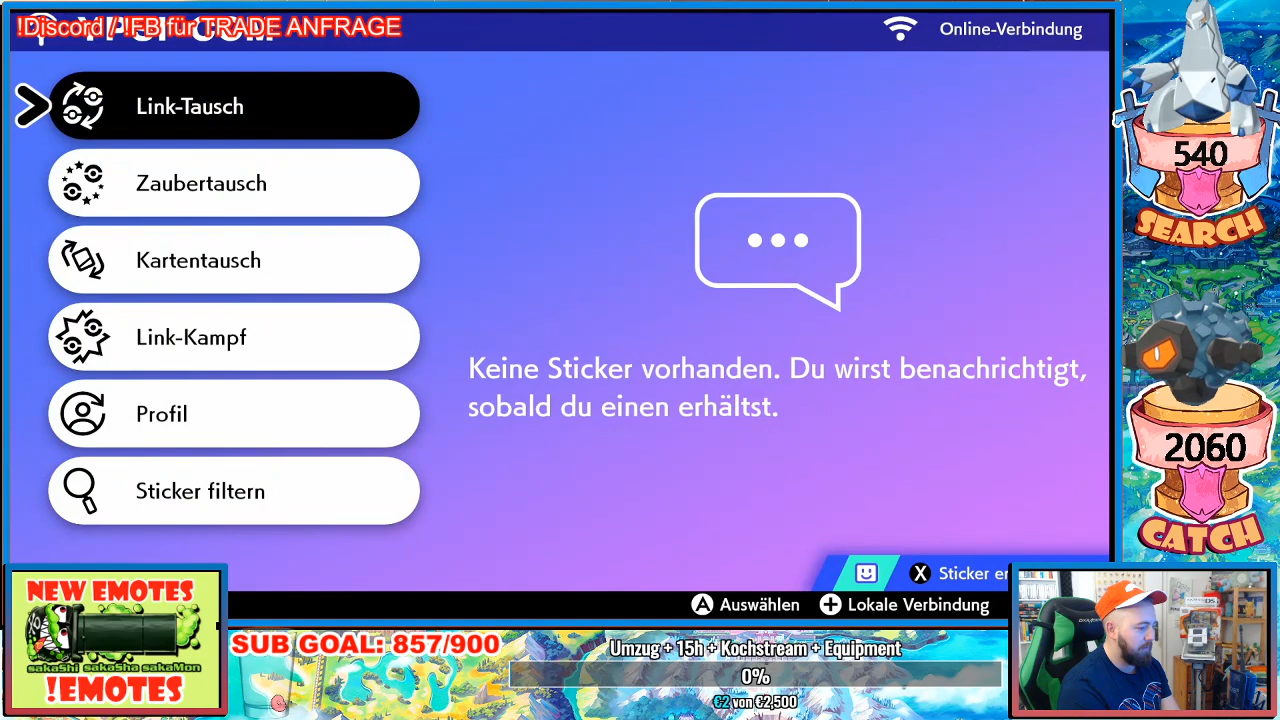 !Discord / !FB für TRADE ANFRAGE
Online-Verbindung
Link-Tausch
Zaubertausch
Kartentausch
Link-Kampf
Profil
Sticker filtern
Keine Sticker vorhanden. Du wirst benachrichtigt,
sobald du einen erhältst.
X Sticker er
A Auswählen + Lokale Verbindung
540
SEARCH
2060
CATCH
NEW EMOTES
sakaShi sakaSha sakaMon
!EMOTES
SUB GOAL: 857/900
Umzug + 15h + Kochstream + Equipment
0%
€2 von €2,500